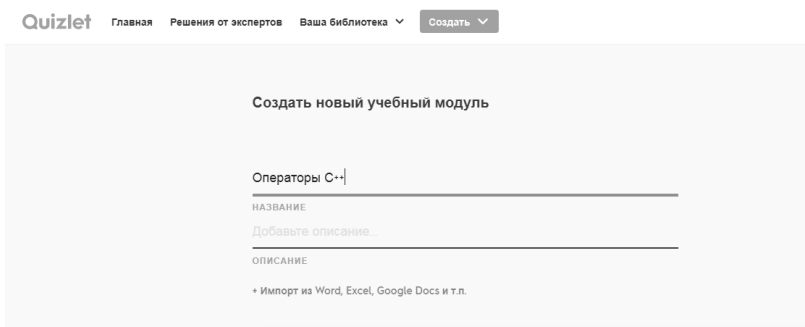 Quizlet Главная Решения от экспертов Ваша библиотека Создать
Создать новый учебный модуль
Операторы C++
НАЗВАНИЕ
Добавьте описание...
ОПИСАНИЕ
+ Импорт из Word, Excel, Google Docs и т.п.